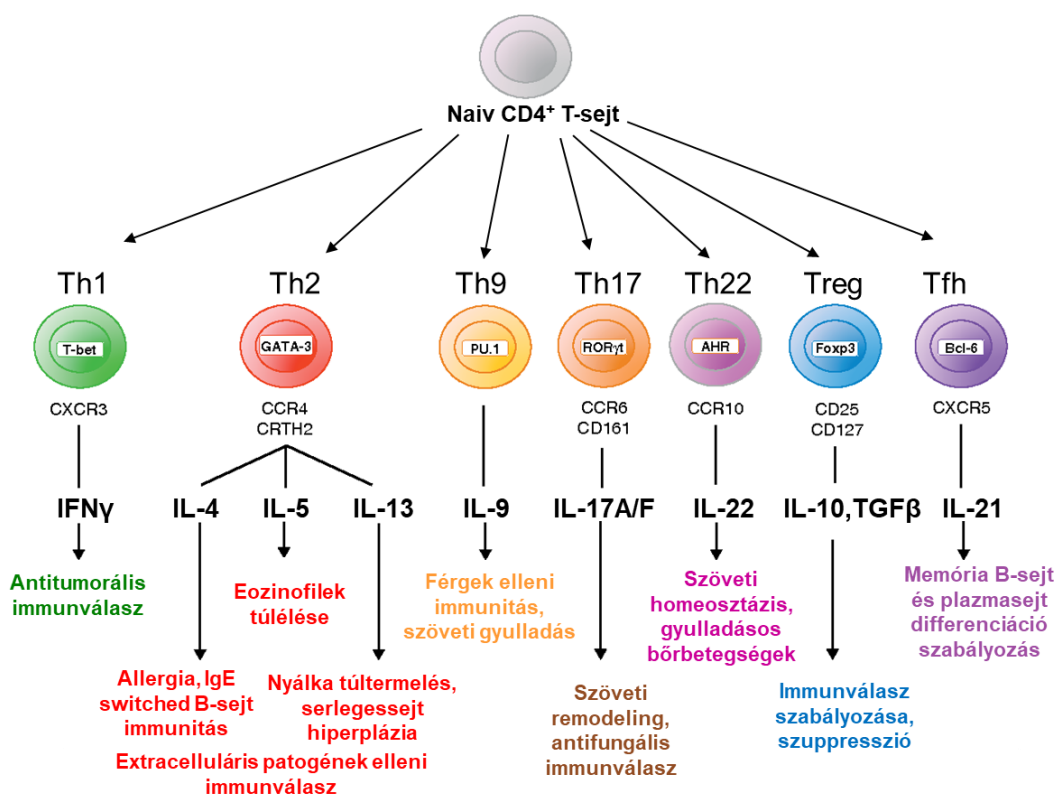 Naiv CD4⁺ T-sejt
Th1
Th2
Th9
Th17
Th22
Treg
Tfh
T-bet
GATA-3
PU.1
RORγt
AHR
Foxp3
Bcl-6
CXCR3
CCR4
CRTH2
CCR6
CD161
CCR10
CD25
CD127
CXCR5
IFNγ
IL-4
IL-5
IL-13
IL-9
IL-17A/F
IL-22
IL-10,TGFβ
IL-21
Antitumorális
immunválasz
Eozinofilek
túlélése
Férgek elleni
immunitás,
szöveti gyulladás
Szöveti
homeosztázis,
gyulladásos
bőrbetegségek
Memória B-sejt
és plazmasejt
differenciáció
szabályozás
Allergia, IgE
switched B-sejt
immunitás
Nyálka túltermelés,
serlegessejt
hiperplázia
Extracelluláris patogének elleni
immunválasz
Szöveti
remodeling,
antifungális
immunválasz
Immunválasz
szabályozása,
szuppresszió